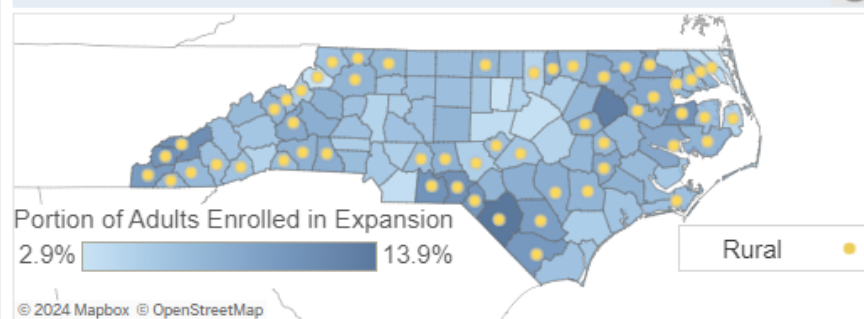 Portion of Adults Enrolled in Expansion
2.9% 13.9%
Rural
© 2024 Mapbox © OpenStreetMap